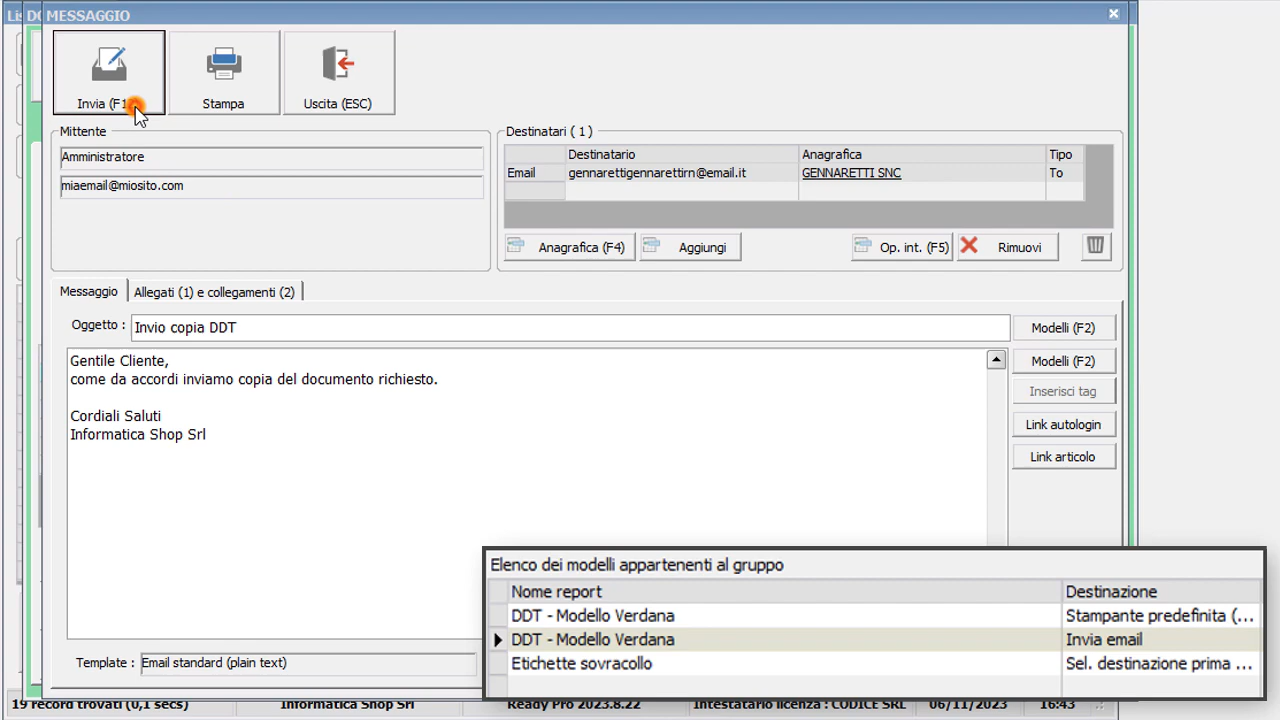 MESSAGGIO
Invia (F1
Stampa
Uscita (ESC)
Mittente
Amministratore
miaemail@miosito.com
Destinatari ( 1 )
Destinatario Anagrafica Tipo
Email gennarettigennarettirn@email.it GENNARETTI SNC To
Anagrafica (F4) Aggiungi Op. int. (F5) Rimuovi
Messaggio Allegati (1) e collegamenti (2)
Oggetto : Invio copia DDT Modelli (F2)
Gentile Cliente,
come da accordi inviamo copia del documento richiesto.
Cordiali Saluti
Informatica Shop Srl
Modelli (F2)
Inserisci tag
Link autologin
Link articolo
Template : Email standard (plain text)
Elenco dei modelli appartenenti al gruppo
Nome report Destinazione
DDT - Modello Verdana Stampante predefinita (...
DDT - Modello Verdana Invia email
Etichette sovracollo Sel. destinazione prima ...
19 record trovati (0,1 secs) Informatica Shop Srl Ready Pro 2023.8.22 Intestatario licenza : CODICE SRL 06/11/2023 16:43